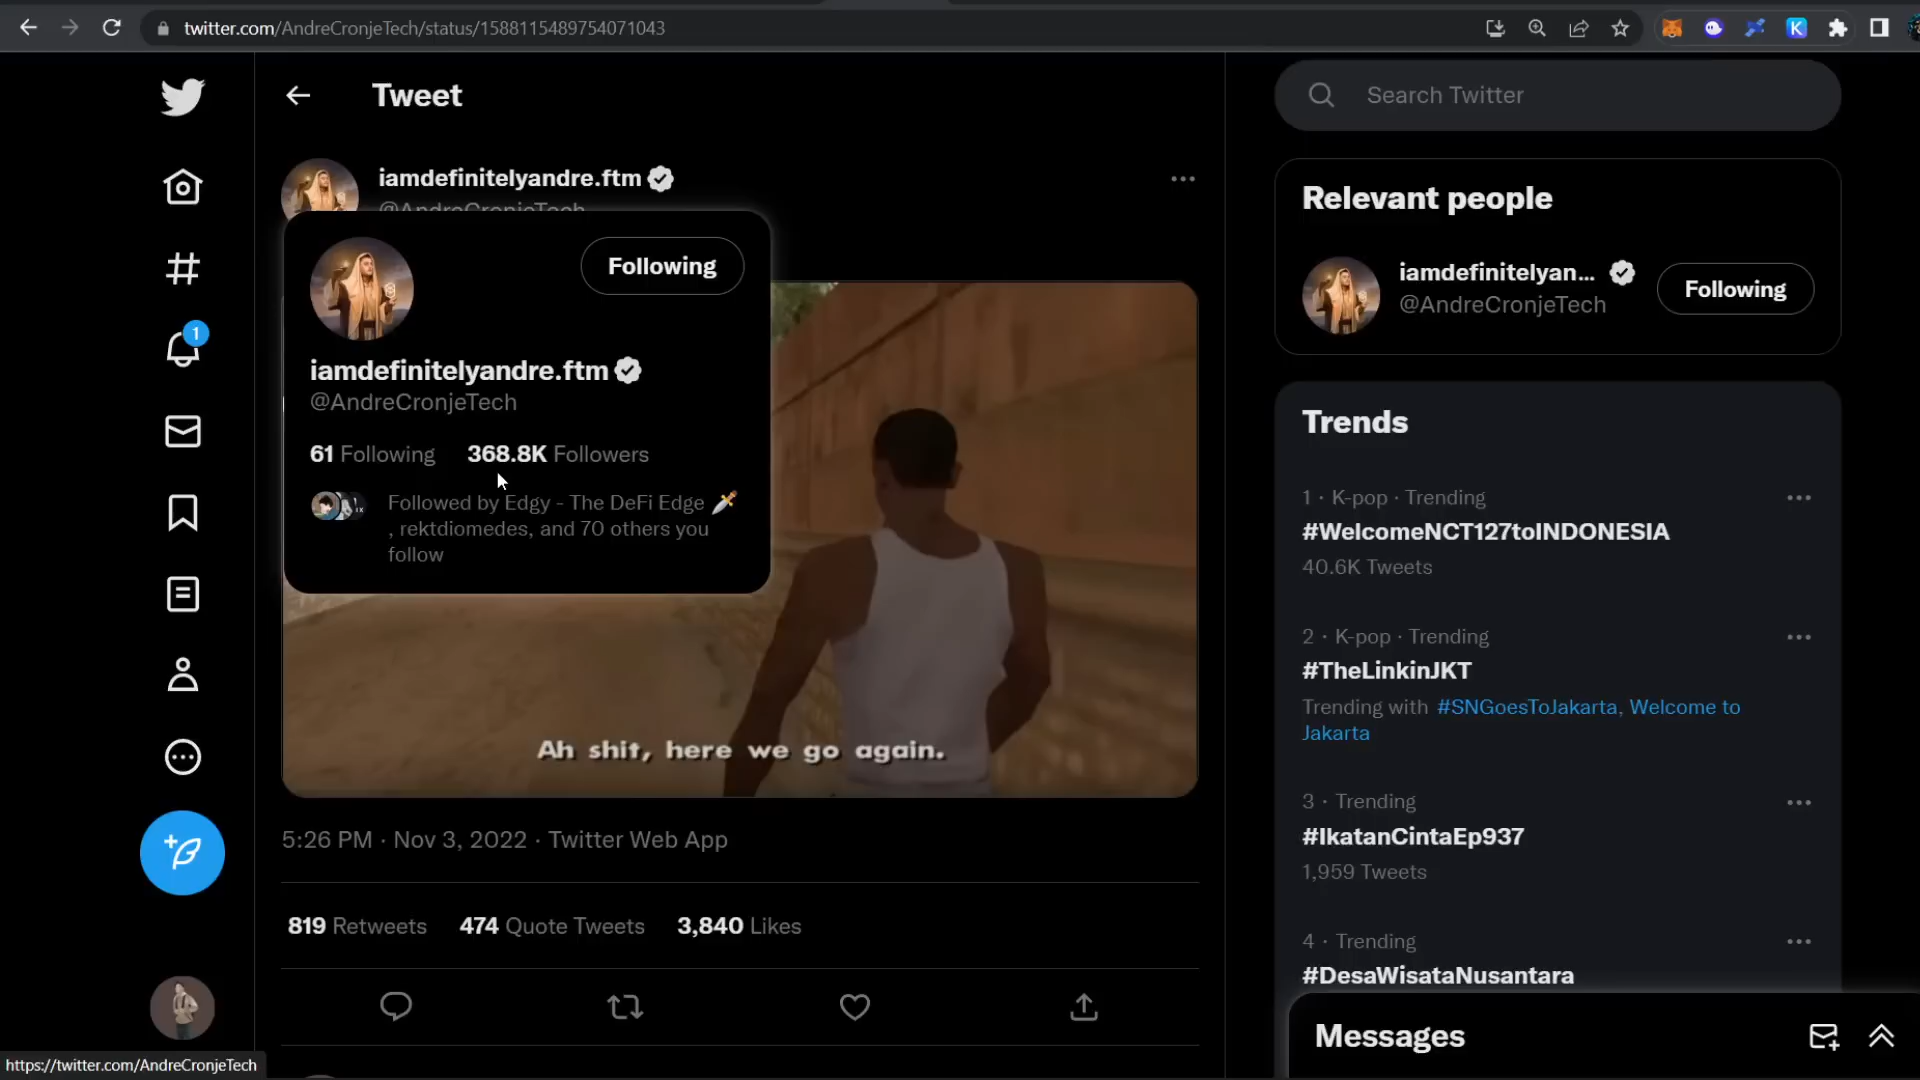 twitter.com/AndreCronjeTech/status/1588115489754071043
Tweet
iamdefinitelyandre.ftm
@AndreCronjeTech
Following
iamdefinitelyandre.ftm
@AndreCronjeTech
61 Following 368.8K Followers
Followed by Edgy - The DeFi Edge
, rektdiomedes, and 70 others you
follow
Ah shit, here we go again.
5:26 PM · Nov 3, 2022 · Twitter Web App
819 Retweets 474 Quote Tweets 3,840 Likes
1
K
Search Twitter
Relevant people
iamdefinitelyan...
@AndreCronjeTech
Following
Trends
1 · K-pop · Trending
#WelcomeNCT127toINDONESIA
40.6K Tweets
2 · K-pop · Trending
#TheLinkinJKT
Trending with #SNGoesToJakarta, Welcome to
Jakarta
3 · Trending
#IkatanCintaEp937
1,959 Tweets
4 · Trending
#DesaWisataNusantara
Messages
https://twitter.com/AndreCronjeTech